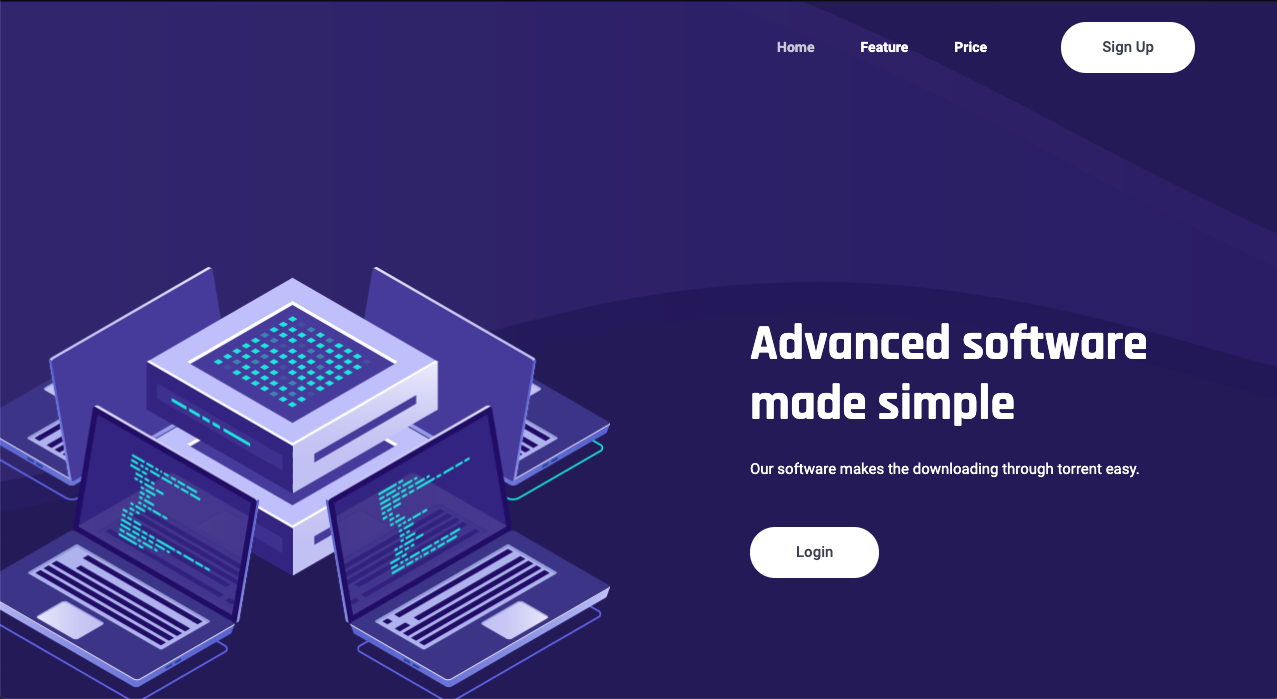 Home Feature Price Sign Up
Advanced software
made simple
Our software makes the downloading through torrent easy.
Login